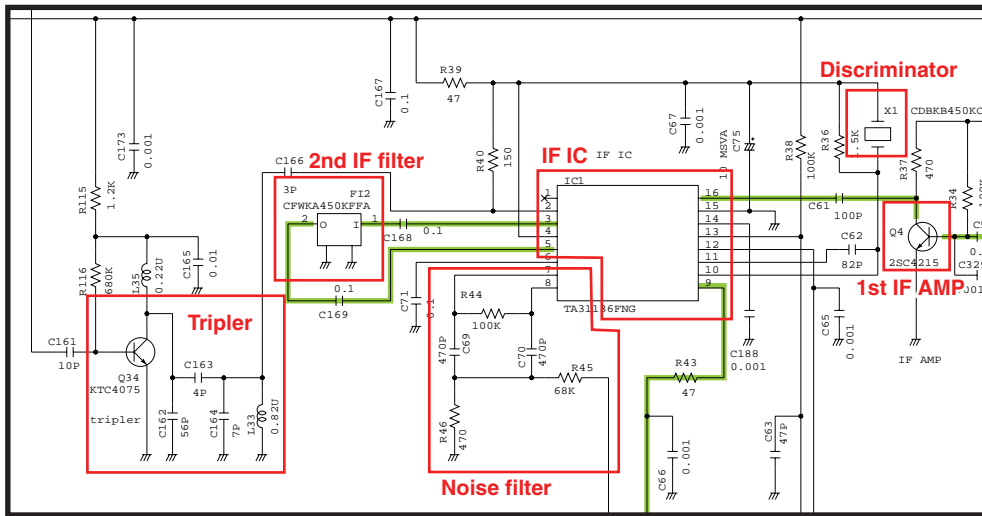 R39
47
C167
0.1
C173
0.001
R115
1.2K
C166
2nd IF filter
3P
FI2
CFWKA450KFFA
2
O
I
1
C168
0.1
0.1
C169
R116
680K
L35
0.22U
C165
0.01
Tripler
C161
10P
Q34
KTC4075
tripler
C163
4P
C162
56P
C164
7P
L33
0.82U
R40
150
IF IC
IF IC
IC1
1
2
3
4
5
6
7
8
16
15
14
13
12
11
10
9
TA31136FNG
C71
R44
100K
C69
470P
C70
470P
R45
68K
R46
470
Noise filter
C67
0.001
10 MSVA
C75
R38
100K
R36
Discriminator
X1
CDBKB450KC
R37
470
R34
C61
100P
C62
82P
Q4
2SC4215
1st IF AMP
IF AMP
C65
0.001
C188
0.001
R43
47
C66
0.001
C63
47P